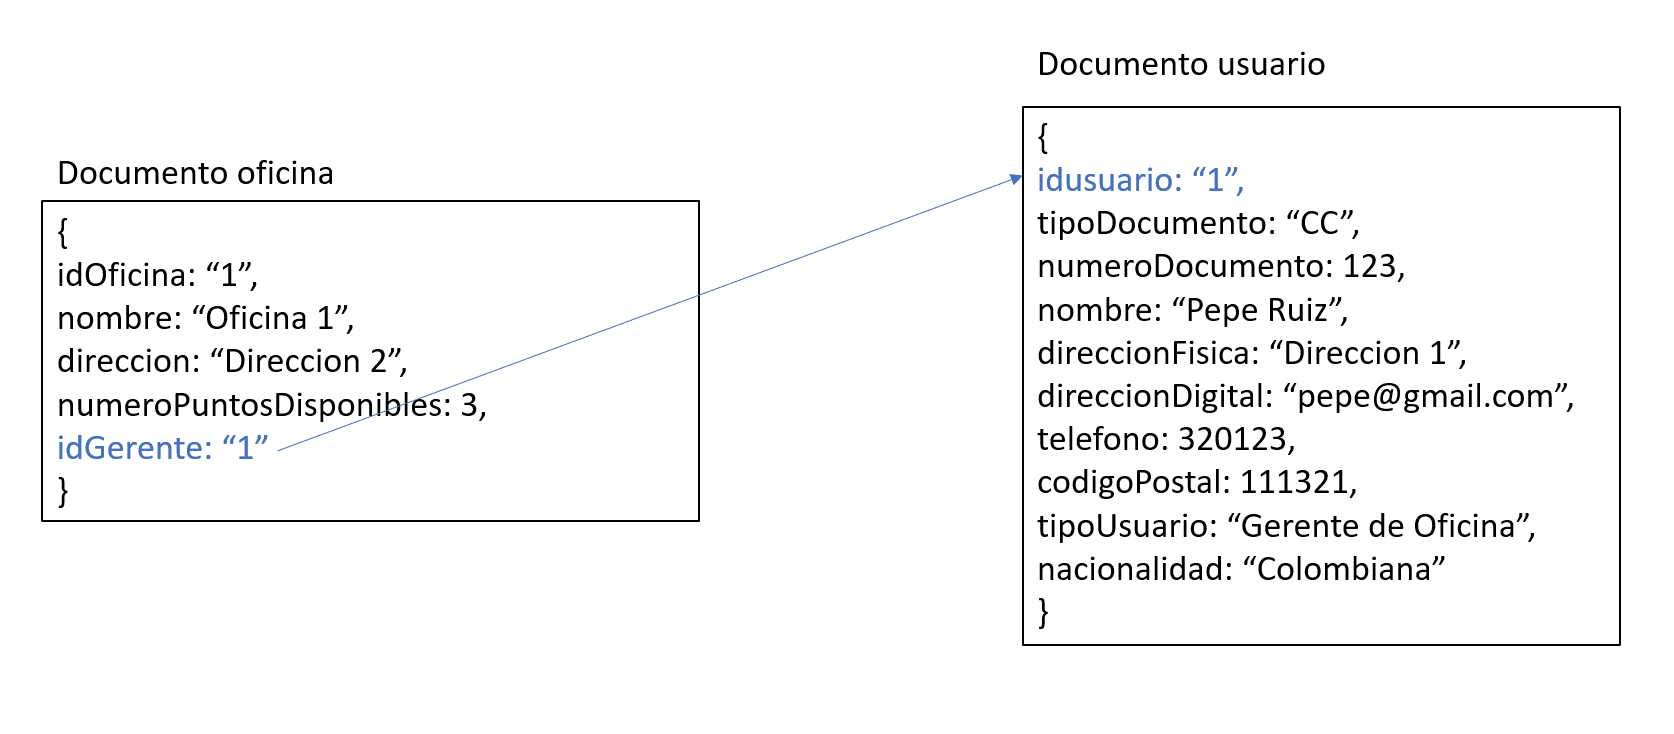 Documento oficina
{
idOficina: “1”,
nombre: “Oficina 1”,
direccion: “Direccion 2”,
numeroPuntosDisponibles: 3,
idGerente: “1”
}
Documento usuario
{
idusuario: “1”,
tipoDocumento: “CC”,
numeroDocumento: 123,
nombre: “Pepe Ruiz”,
direccionFisica: “Direccion 1”,
direccionDigital: “pepe@gmail.com”,
telefono: 320123,
codigoPostal: 111321,
tipoUsuario: “Gerente de Oficina”,
nacionalidad: “Colombiana”
}